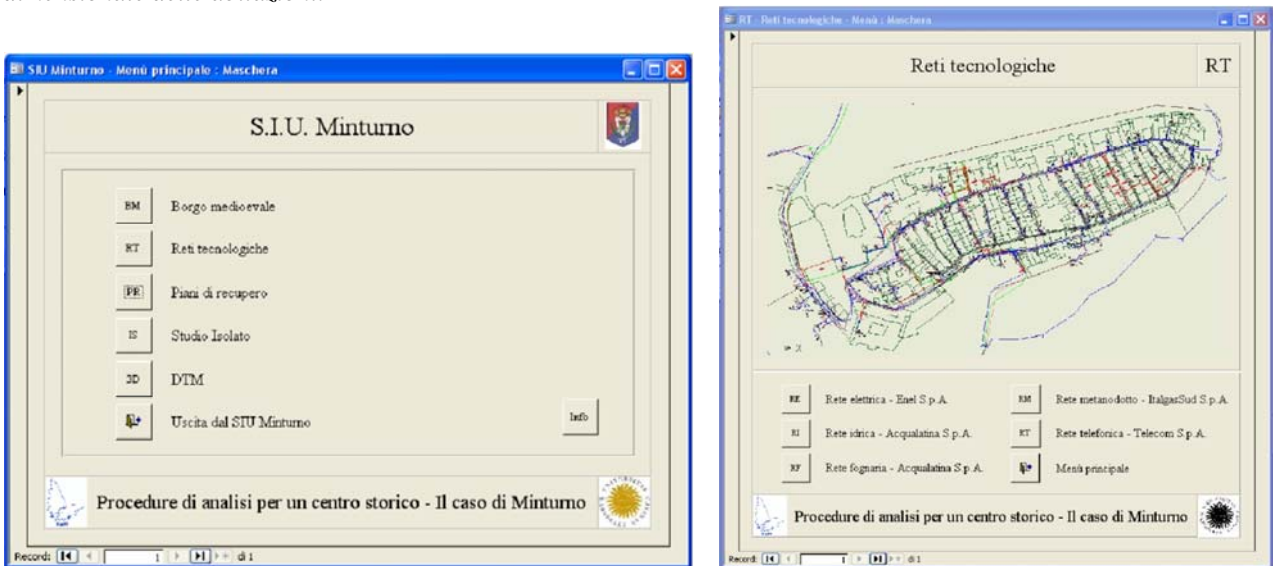 SIU Minturno - Menù principale : Maschera
S.I.U. Minturno
BM Borgo medioevale
RT Reti tecnologiche
PR Piani di recupero
IS Studio Isolato
3D DTM
Uscita dal SIU Minturno
Info
Procedure di analisi per un centro storico - Il caso di Minturno
Record: 1 di 1
RT - Reti tecnologiche - Menù : Maschera
Reti tecnologiche RT
RE Rete elettrica - Enel S.p.A.
RM Rete metanodotto - ItalgasSud S.p.A.
RI Rete idrica - Acqualatina S.p.A.
RT Rete telefonica - Telecom S.p.A.
RF Rete fognaria - Acqualatina S.p.A.
Menù principale
Procedure di analisi per un centro storico - Il caso di Minturno
Record: 1 di 1